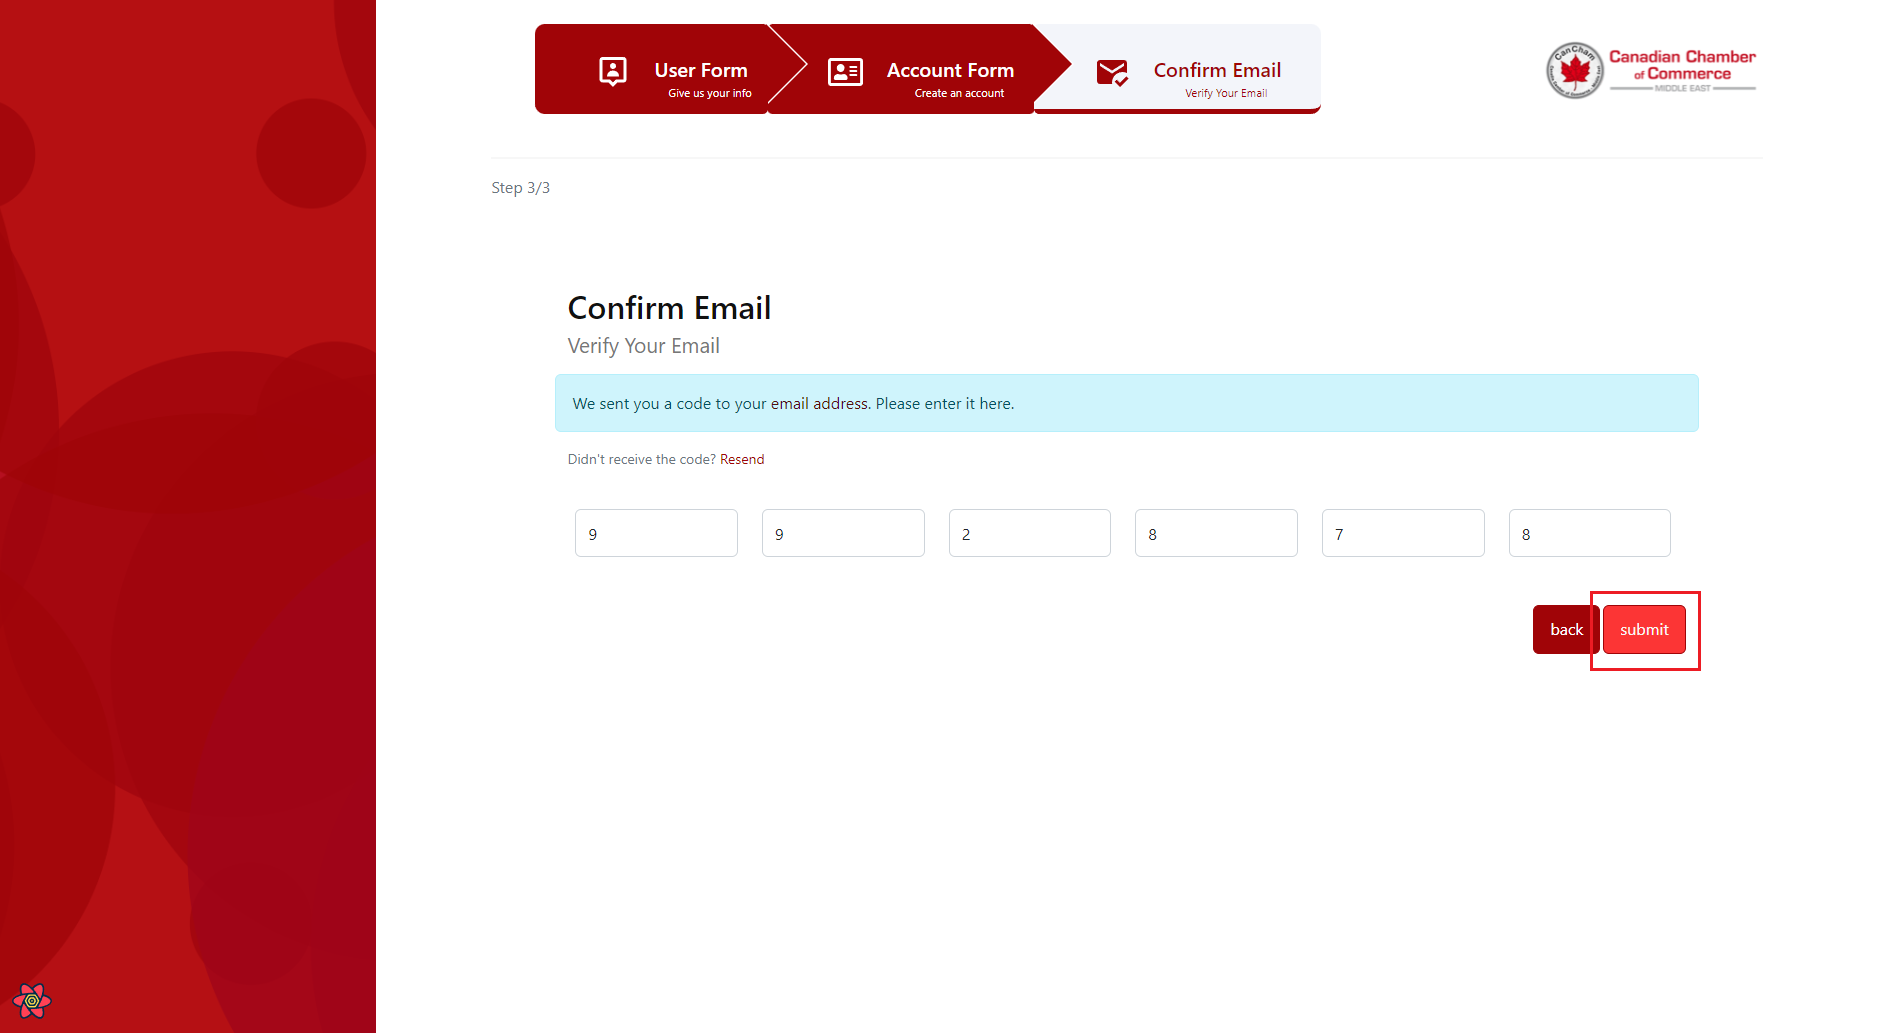 User Form
Give us your info
Account Form
Create an account
Confirm Email
Verify Your Email
CanCham
Canadian Chamber
of Commerce
MIDDLE EAST
Step 3/3
Confirm Email
Verify Your Email
We sent you a code to your email address. Please enter it here.
Didn't receive the code? Resend
9 9 2 8 7 8
back submit